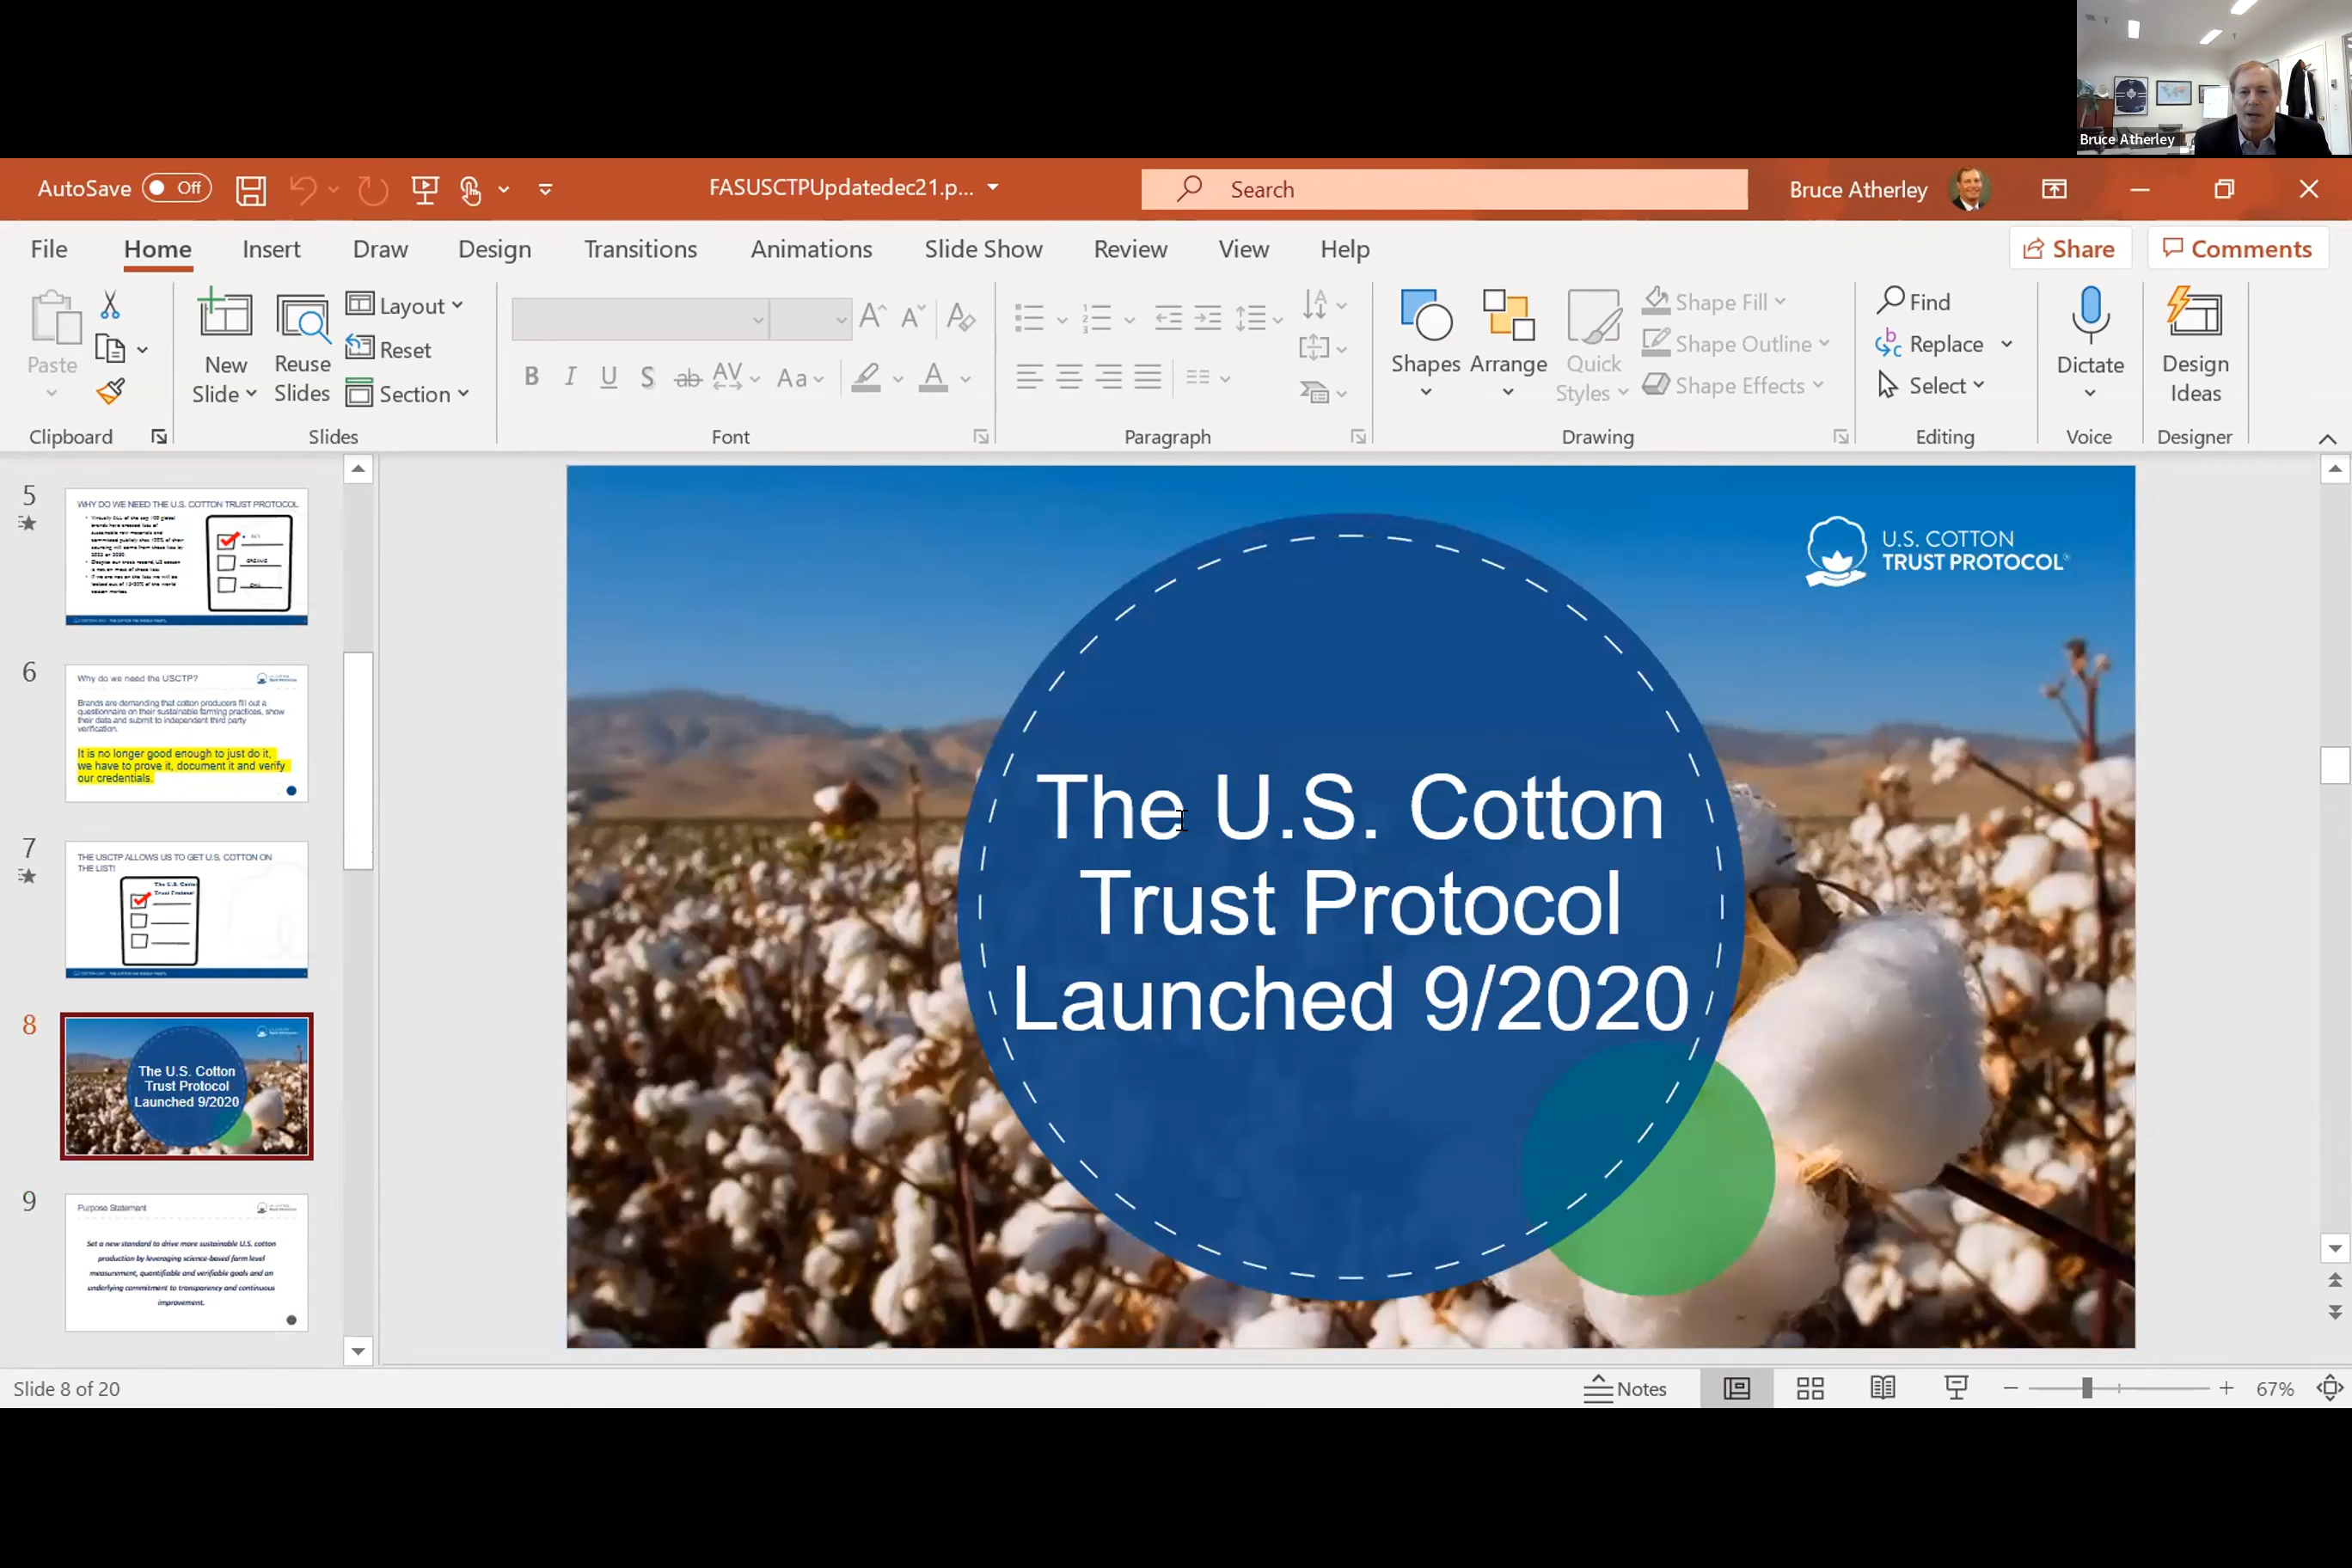 Bruce Atherley
AutoSave Off
FASUSCTPUpdatedec21.p...
Search
Bruce Atherley
File Home Insert Draw Design Transitions Animations Slide Show Review View Help
Share Comments
Paste
New Slide
Reuse Slides
Layout
Reset
Section
B I U S ab AV Aa A
Shapes
Arrange
Quick Styles
Shape Fill
Shape Outline
Shape Effects
Find
Replace
Select
Dictate
Design Ideas
Clipboard Slides Font Paragraph Drawing Editing Voice Designer
5
WHY DO WE NEED THE U.S. COTTON TRUST PROTOCOL
6
Why do we need the USCTP?
Brands are demanding that cotton producers fill out a
questionnaire on their sustainable farming practices, show
their data and submit to independent third party
verification.
It is no longer good enough to just do it,
we have to prove it, document it and verify
our credentials.
7
THE USCTP ALLOWS US TO GET U.S. COTTON ON
THE LIST!
The U.S. Cotton
Trust Protocol
8
The U.S. Cotton
Trust Protocol
Launched 9/2020
9
Purpose Statement
Set a new standard to drive more sustainable U.S. cotton
production by leveraging science-based farm level
measurement, quantifiable and verifiable goals and an
underlying commitment to transparency and continuous
improvement.
U.S. COTTON
TRUST PROTOCOL®
The U.S. Cotton
Trust Protocol
Launched 9/2020
Slide 8 of 20
Notes
67%